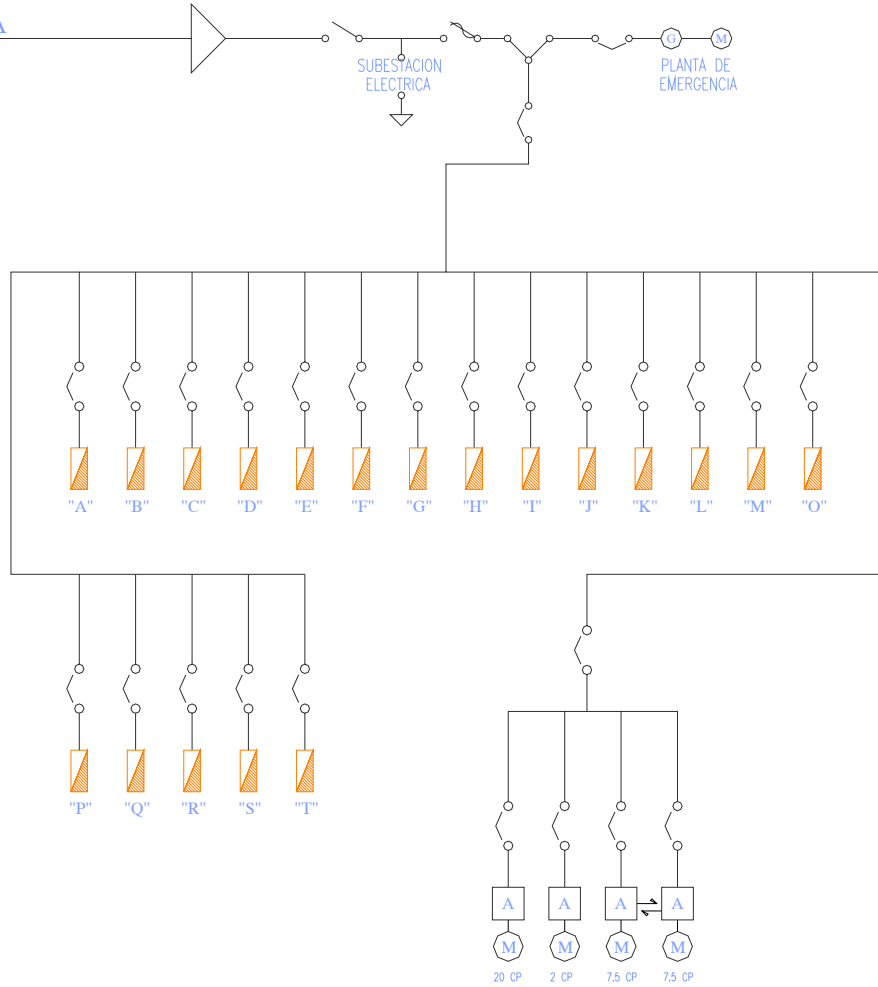 A
G
M
SUBESTACION
ELECTRICA
PLANTA DE
EMERGENCIA
"A" "B" "C" "D" "E" "F" "G" "H" "I" "J" "K" "L" "M" "O"
"P" "Q" "R" "S" "T"
A A A A
M M M M
20 CP 2 CP 7.5 CP 7.5 CP